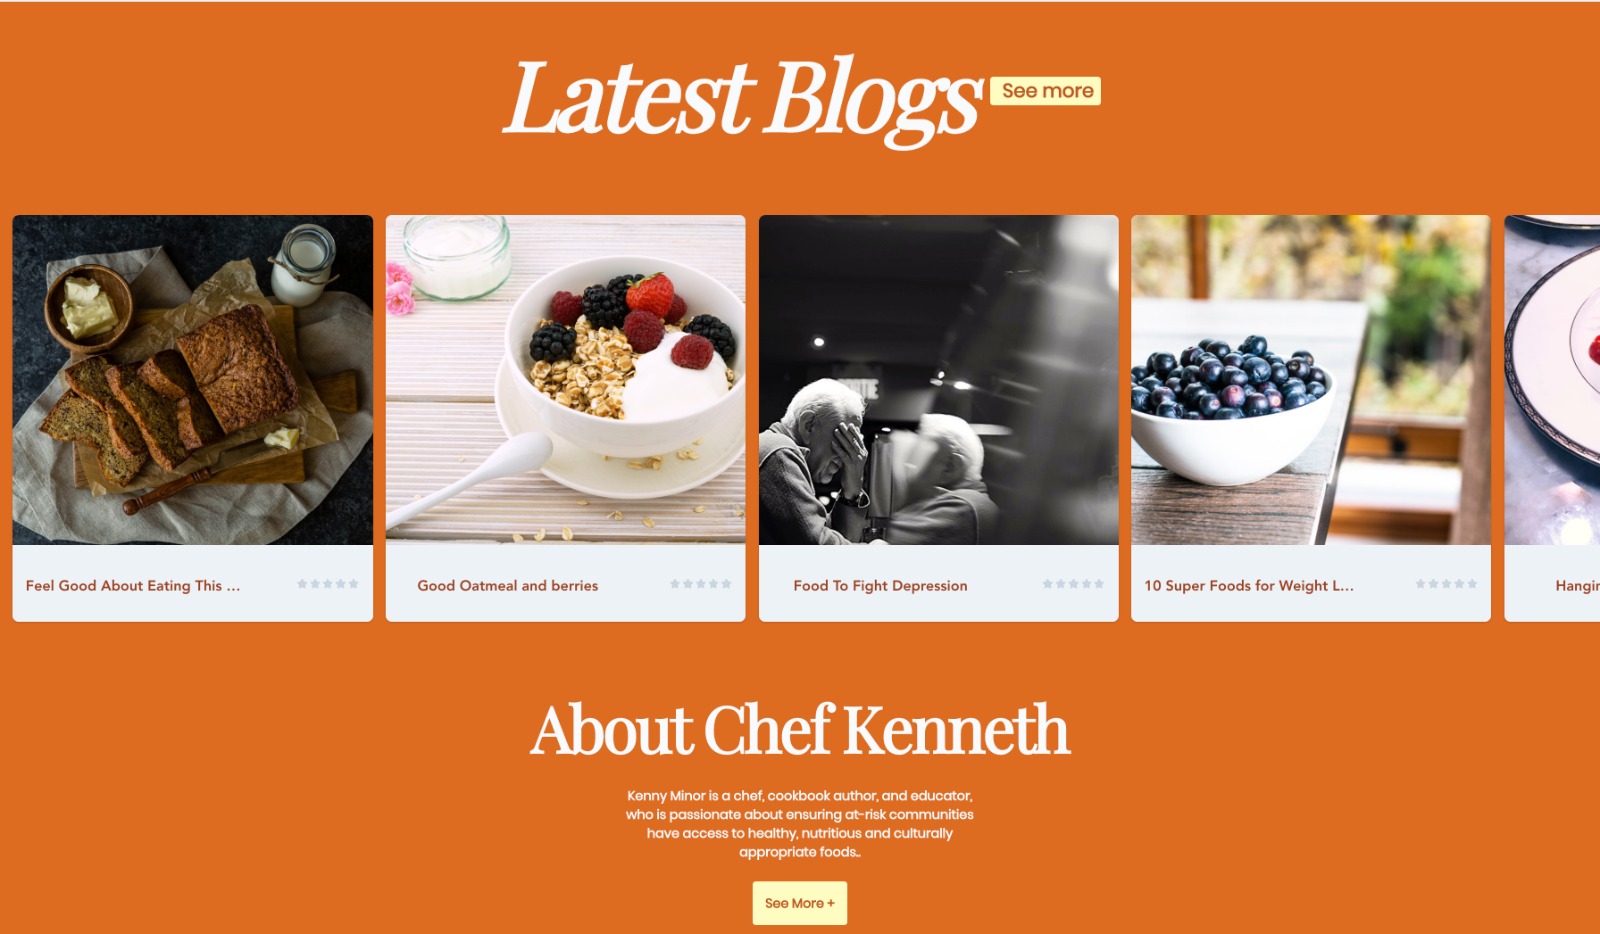 Latest Blogs See more
Feel Good About Eating This ...
Good Oatmeal and berries
Food To Fight Depression
10 Super Foods for Weight L...
About Chef Kenneth
Kenny Minor is a chef, cookbook author, and educator,
who is passionate about ensuring at-risk communities
have access to healthy, nutritious and culturally
appropriate foods..
See More +